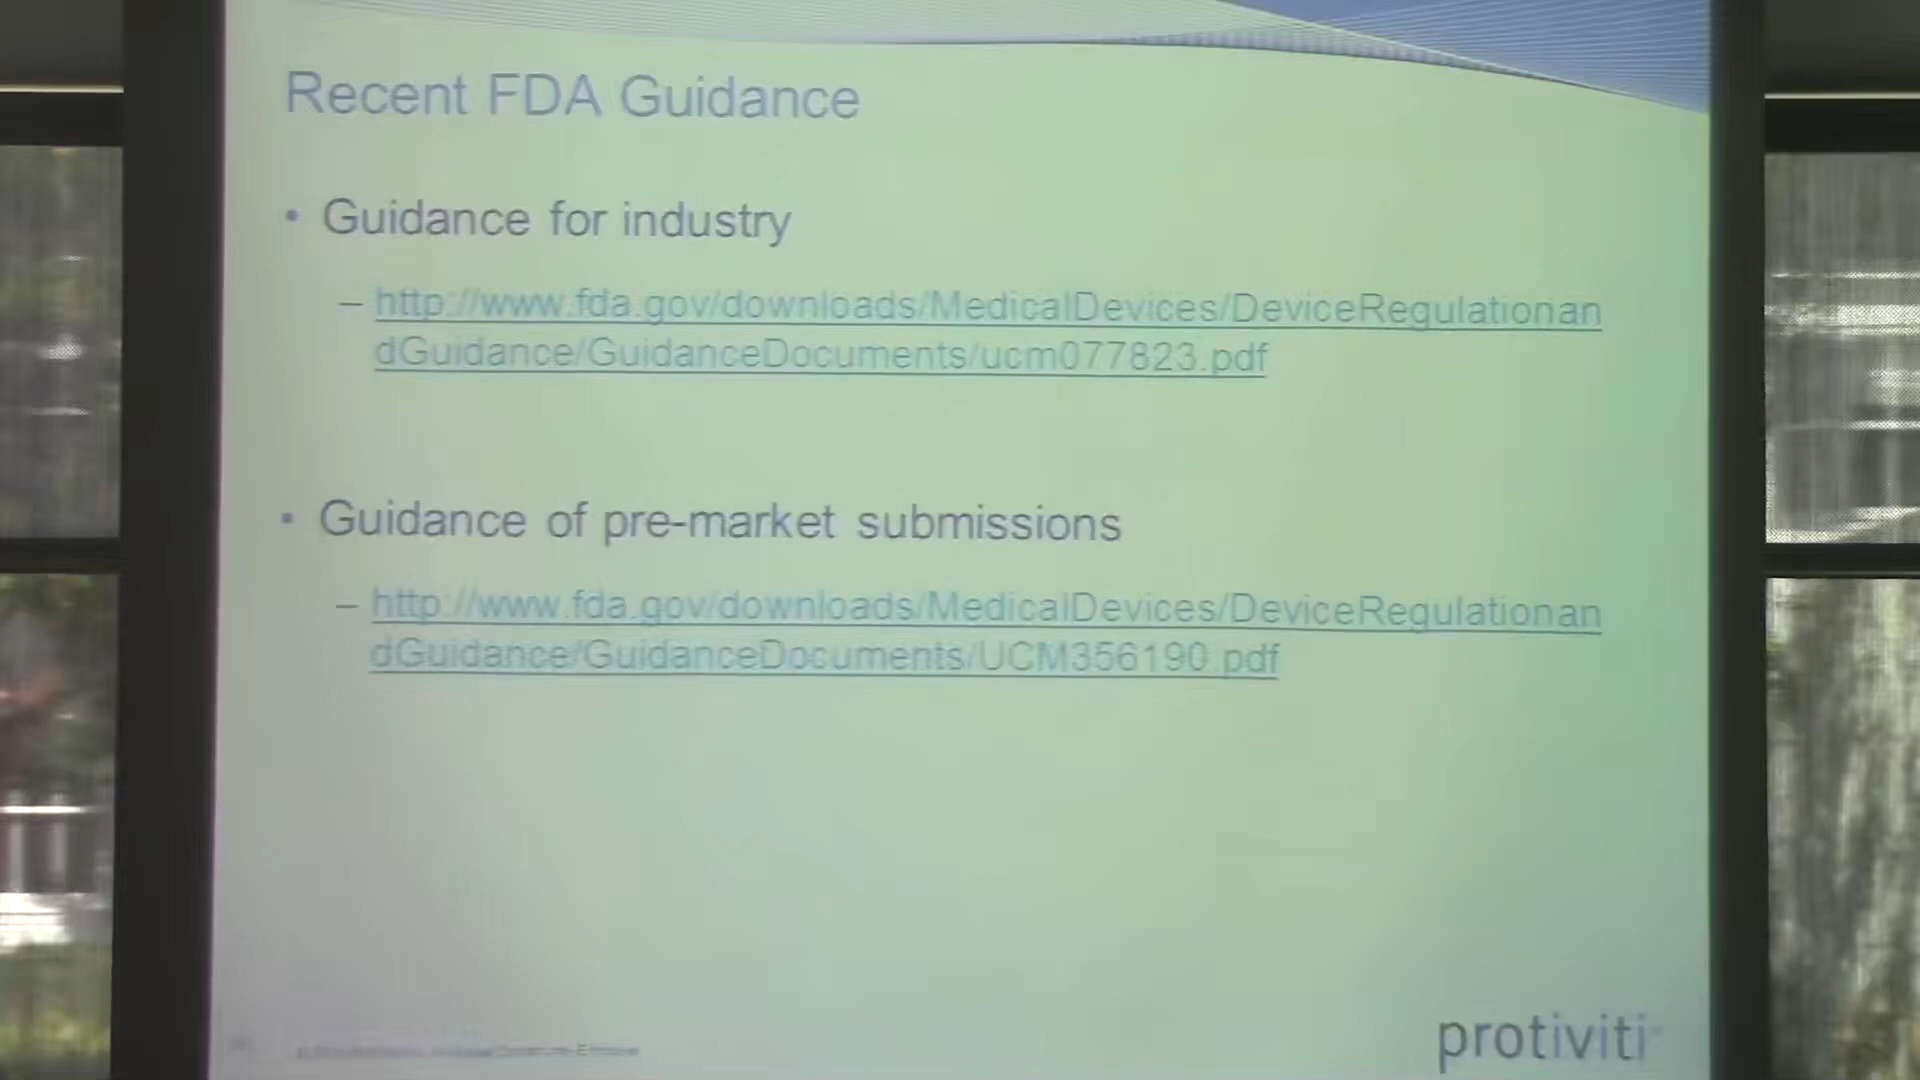 Recent FDA Guidance
• Guidance for industry
– http://www.fda.gov/downloads/MedicalDevices/DeviceRegulationan
dGuidance/GuidanceDocuments/ucm077823.pdf
• Guidance of pre-market submissions
– http://www.fda.gov/downloads/MedicalDevices/DeviceRegulationan
dGuidance/GuidanceDocuments/UCM356190.pdf
protiviti